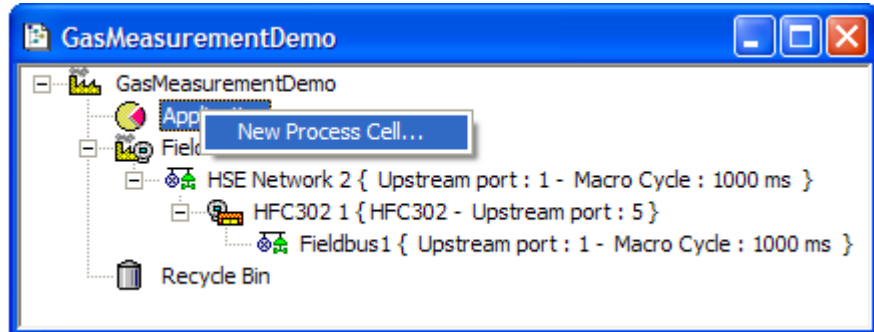 GasMeasurementDemo
GasMeasurementDemo
New Process Cell...
HSE Network 2 { Upstream port : 1 - Macro Cycle : 1000 ms }
HFC302 1 {HFC302 - Upstream port : 5}
Fieldbus1 { Upstream port : 1 - Macro Cycle : 1000 ms }
Recycle Bin